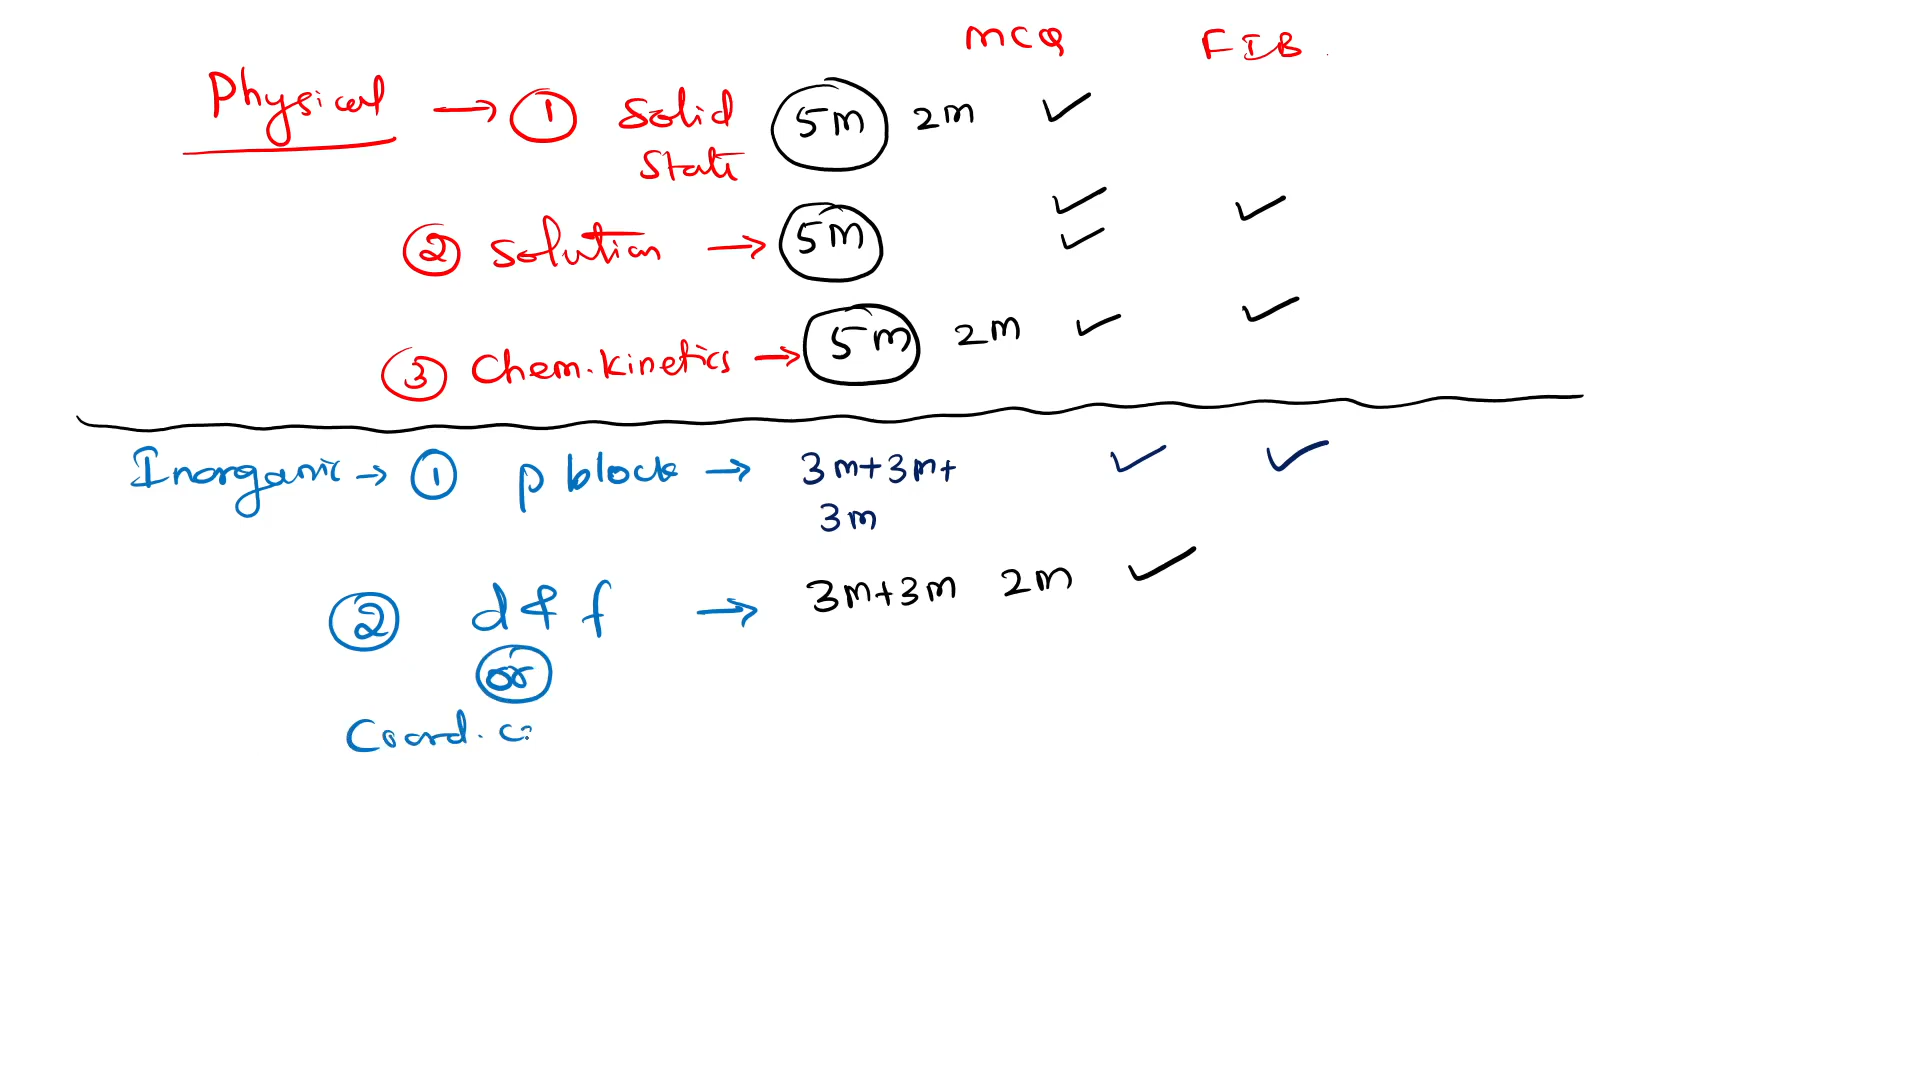 MCQ FIB
Physical → ① Solid 5m 2m ✓
State
② Solution → 5m ✓ ✓
✓
③ Chem. Kinetics → 5m 2m ✓ ✓
Inorganic → ① p block → 3m+3m+ ✓ ✓
3m
② d & f → 3m+3m 2m ✓
or
Coord. c